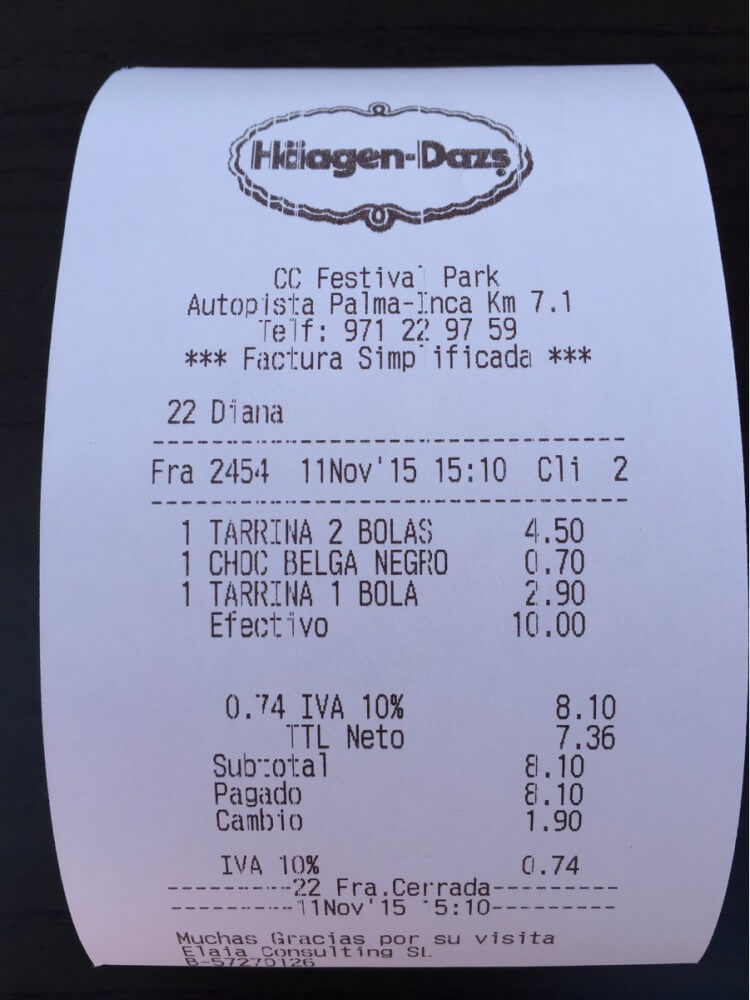 Häagen-Dazs
CC Festival Park
Autopista Palma-Inca Km 7.1
Telf: 971 22 97 59
*** Factura Simplificada ***
22 Diana
--------------------------------
Fra 2454 11Nov'15 15:10 Cli 2
--------------------------------
1 TARRINA 2 BOLAS 4.50
1 CHOC BELGA NEGRO 0.70
1 TARRINA 1 BOLA 2.90
Efectivo 10.00
0.74 IVA 10% 8.10
TTL Neto 7.36
Subtotal 8.10
Pagado 8.10
Cambio 1.90
IVA 10% 0.74
----------22 Fra.Cerrada----------
----------11Nov'15 15:10----------
Muchas Gracias por su visita
Elaia Consulting SL
B-57270126